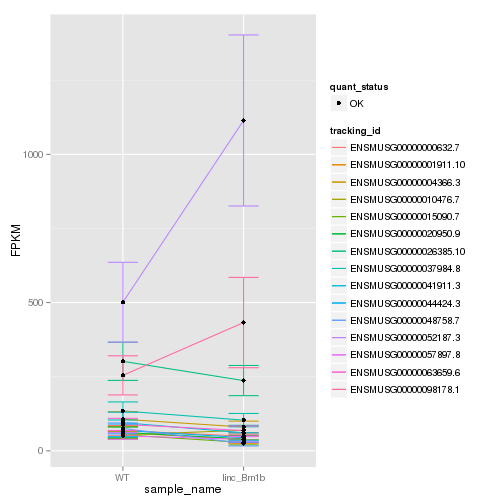 quant_status
OK
tracking_id
ENSMUSG00000000632.7
ENSMUSG00000001911.10
ENSMUSG00000004366.3
ENSMUSG00000010476.7
ENSMUSG00000015090.7
ENSMUSG00000020950.9
ENSMUSG00000026385.10
ENSMUSG00000037984.8
ENSMUSG00000041911.3
ENSMUSG00000044424.3
ENSMUSG00000048758.7
ENSMUSG00000052187.3
ENSMUSG00000057897.8
ENSMUSG00000063659.6
ENSMUSG00000098178.1
1000
500
0
FPKM
WT
linc_Brn1b
sample_name